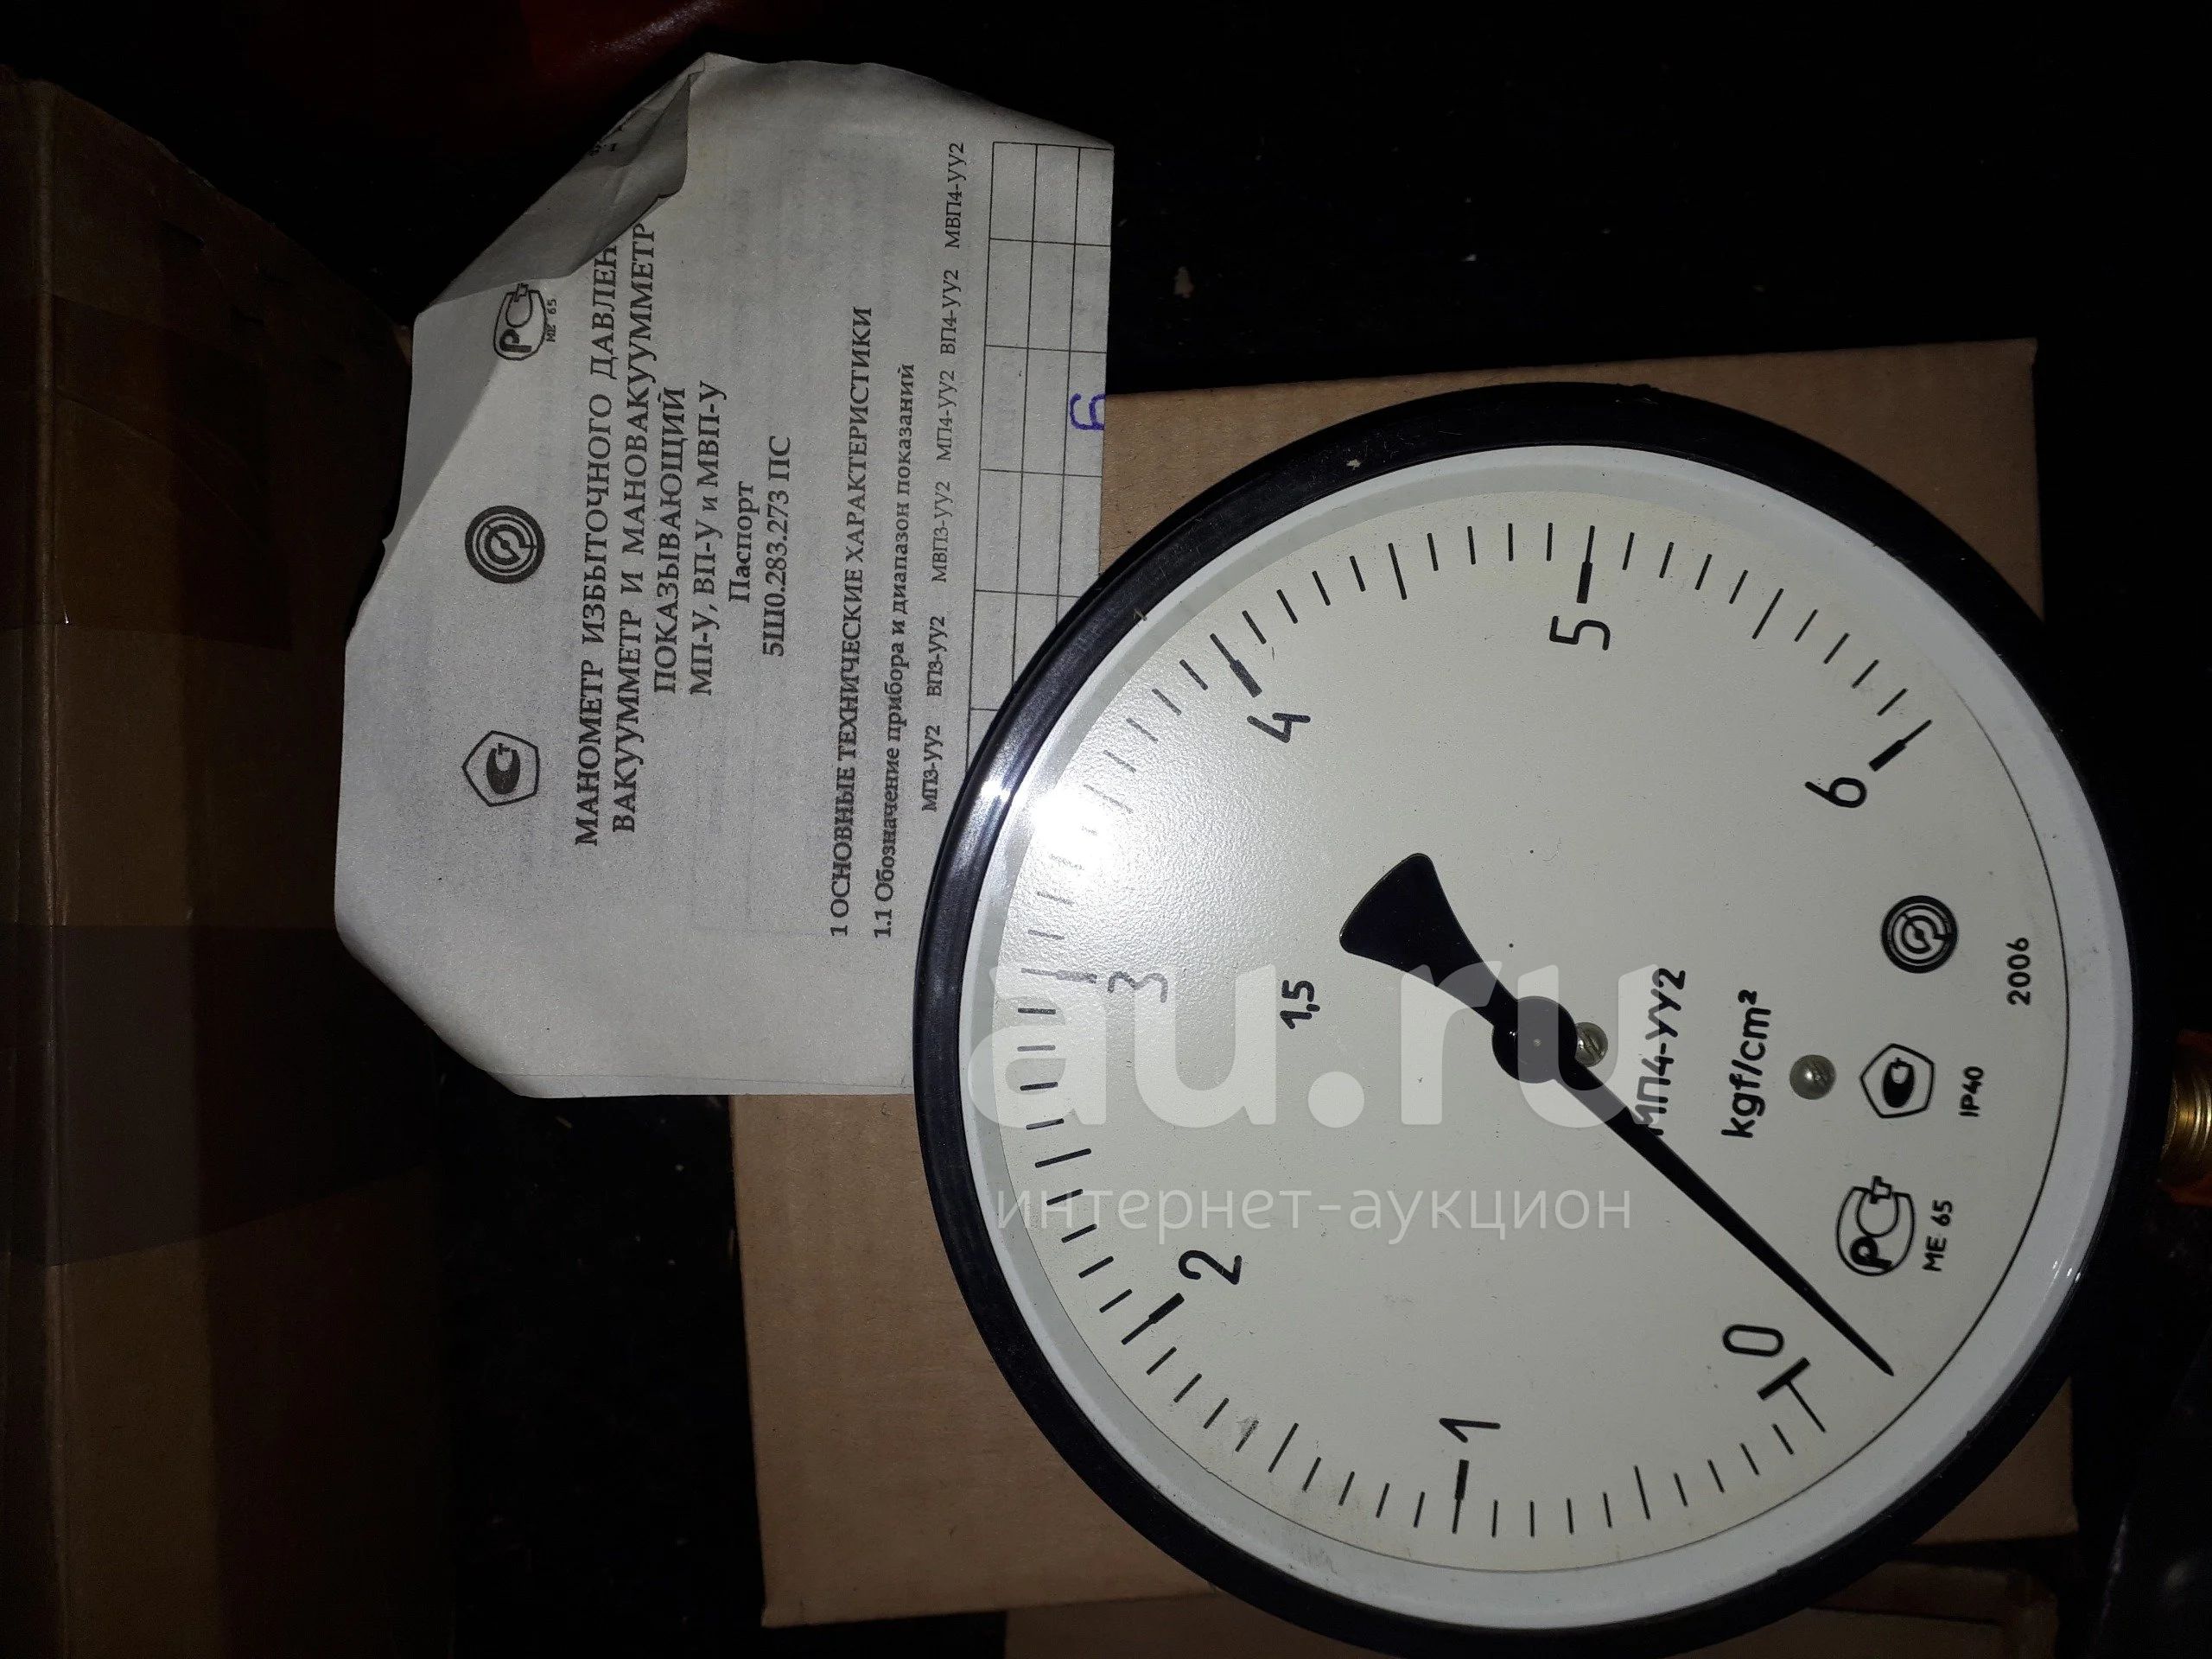 РСт
МЕ 65
МАНОМЕТР ИЗБЫТОЧНОГО ДАВЛЕН
ВАКУУММЕТР И МАНОВАКУУММЕТР
ПОКАЗЫВАЮЩИЙ
МП-У, ВП-У и МВП-У
Паспорт
5Ш0.283.273 ПС
1 ОСНОВНЫЕ ТЕХНИЧЕСКИЕ ХАРАКТЕРИСТИКИ
1.1 Обозначение прибора и диапазон показаний
МП3-УУ2 ВП3-УУ2 МВП3-УУ2 МП4-УУ2 ВП4-УУ2 МВП4-УУ2
0
1
2
3
4
5
6
1,5
МП4-УУ2
kgf/cm²
РСт
МЕ 65
IP40
2006
au.ru
интернет-аукцион